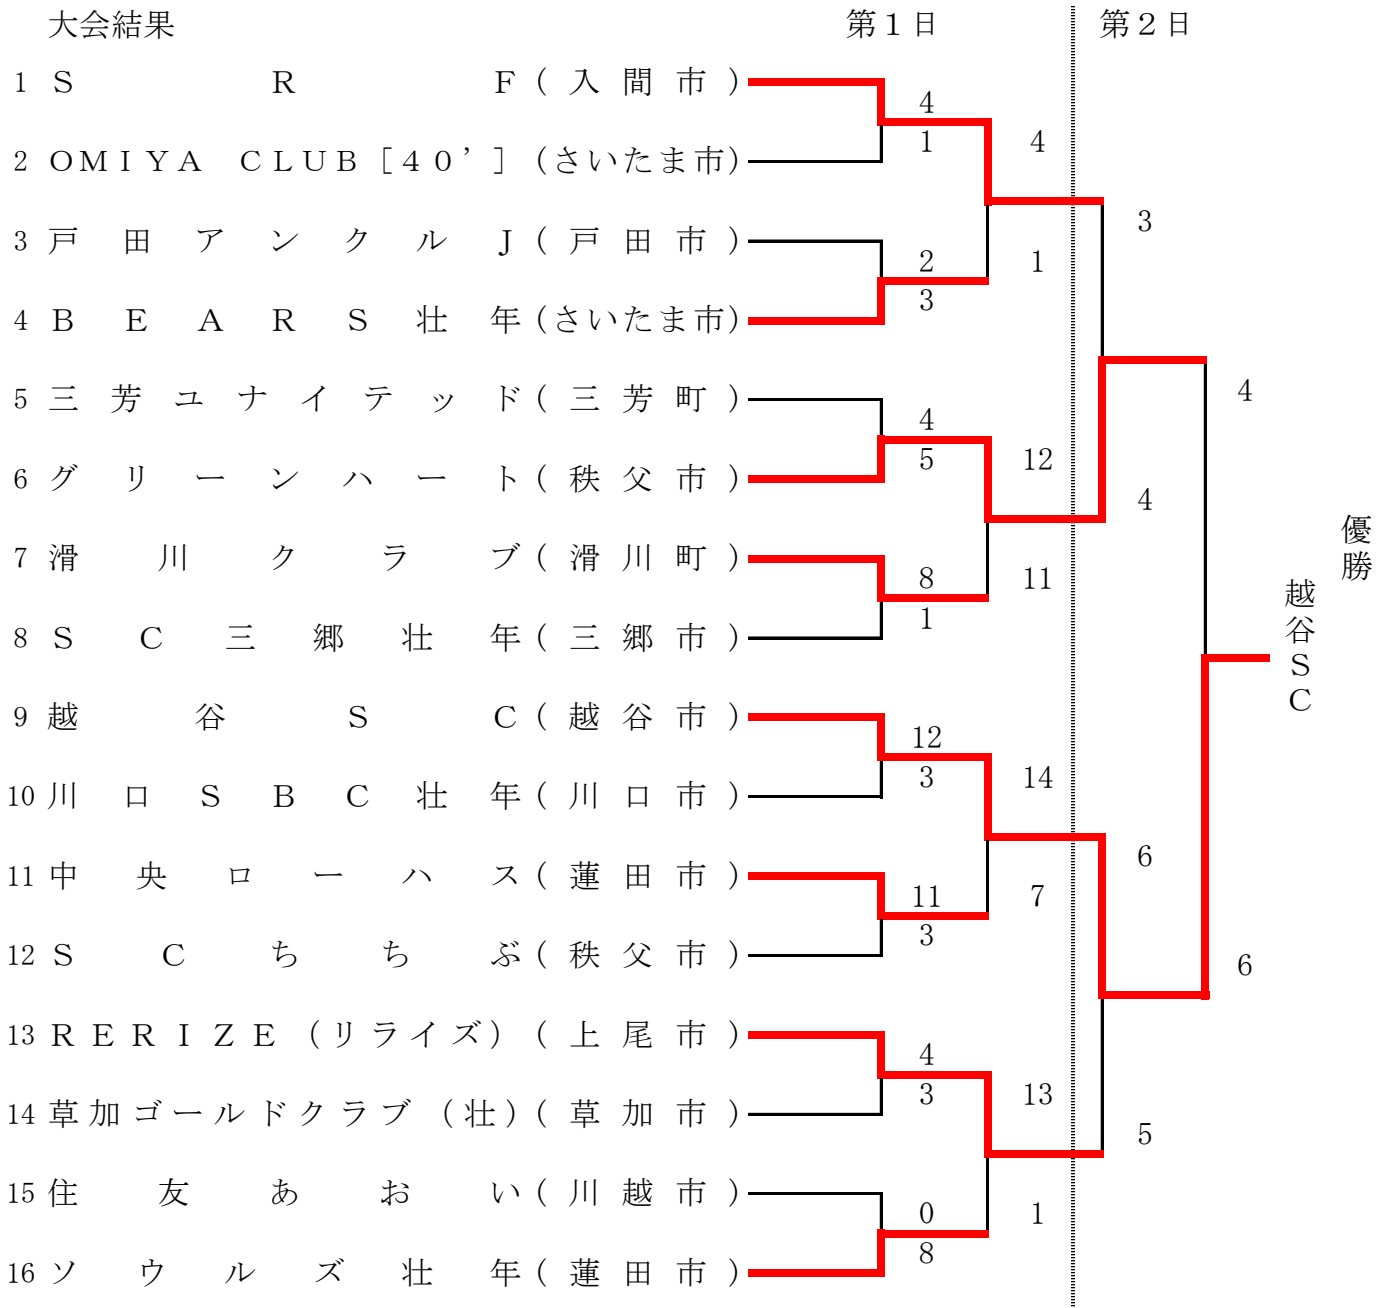 大会結果 第１日 第２日
1 ＳＲＦ（入間市）
4
2 ＯＭＩＹＡ ＣＬＵＢ［４０’］（さいたま市）
1 4
3 戸田アンクルＪ（戸田市）
3
2 1
4 ＢＥＡＲＳ壮年（さいたま市）
3
5 三芳ユナイテッド（三芳町）
4
4
6 グリーンハート（秩父市）
5 12
4
7 滑川クラブ（滑川町）
8 11
8 ＳＣ三郷壮年（三郷市）
1
優勝
越谷ＳＣ
9 越谷ＳＣ（越谷市）
12
10 川口ＳＢＣ壮年（川口市）
3 14
6
11 中央ローハス（蓮田市）
11 7
12 ＳＣちちぶ（秩父市）
3
6
13 ＲＥＲＩＺＥ（リライズ）（上尾市）
4
14 草加ゴールドクラブ（壮）（草加市）
3 13
5
15 住友あおい（川越市）
0 1
16 ソウルズ壮年（蓮田市）
8